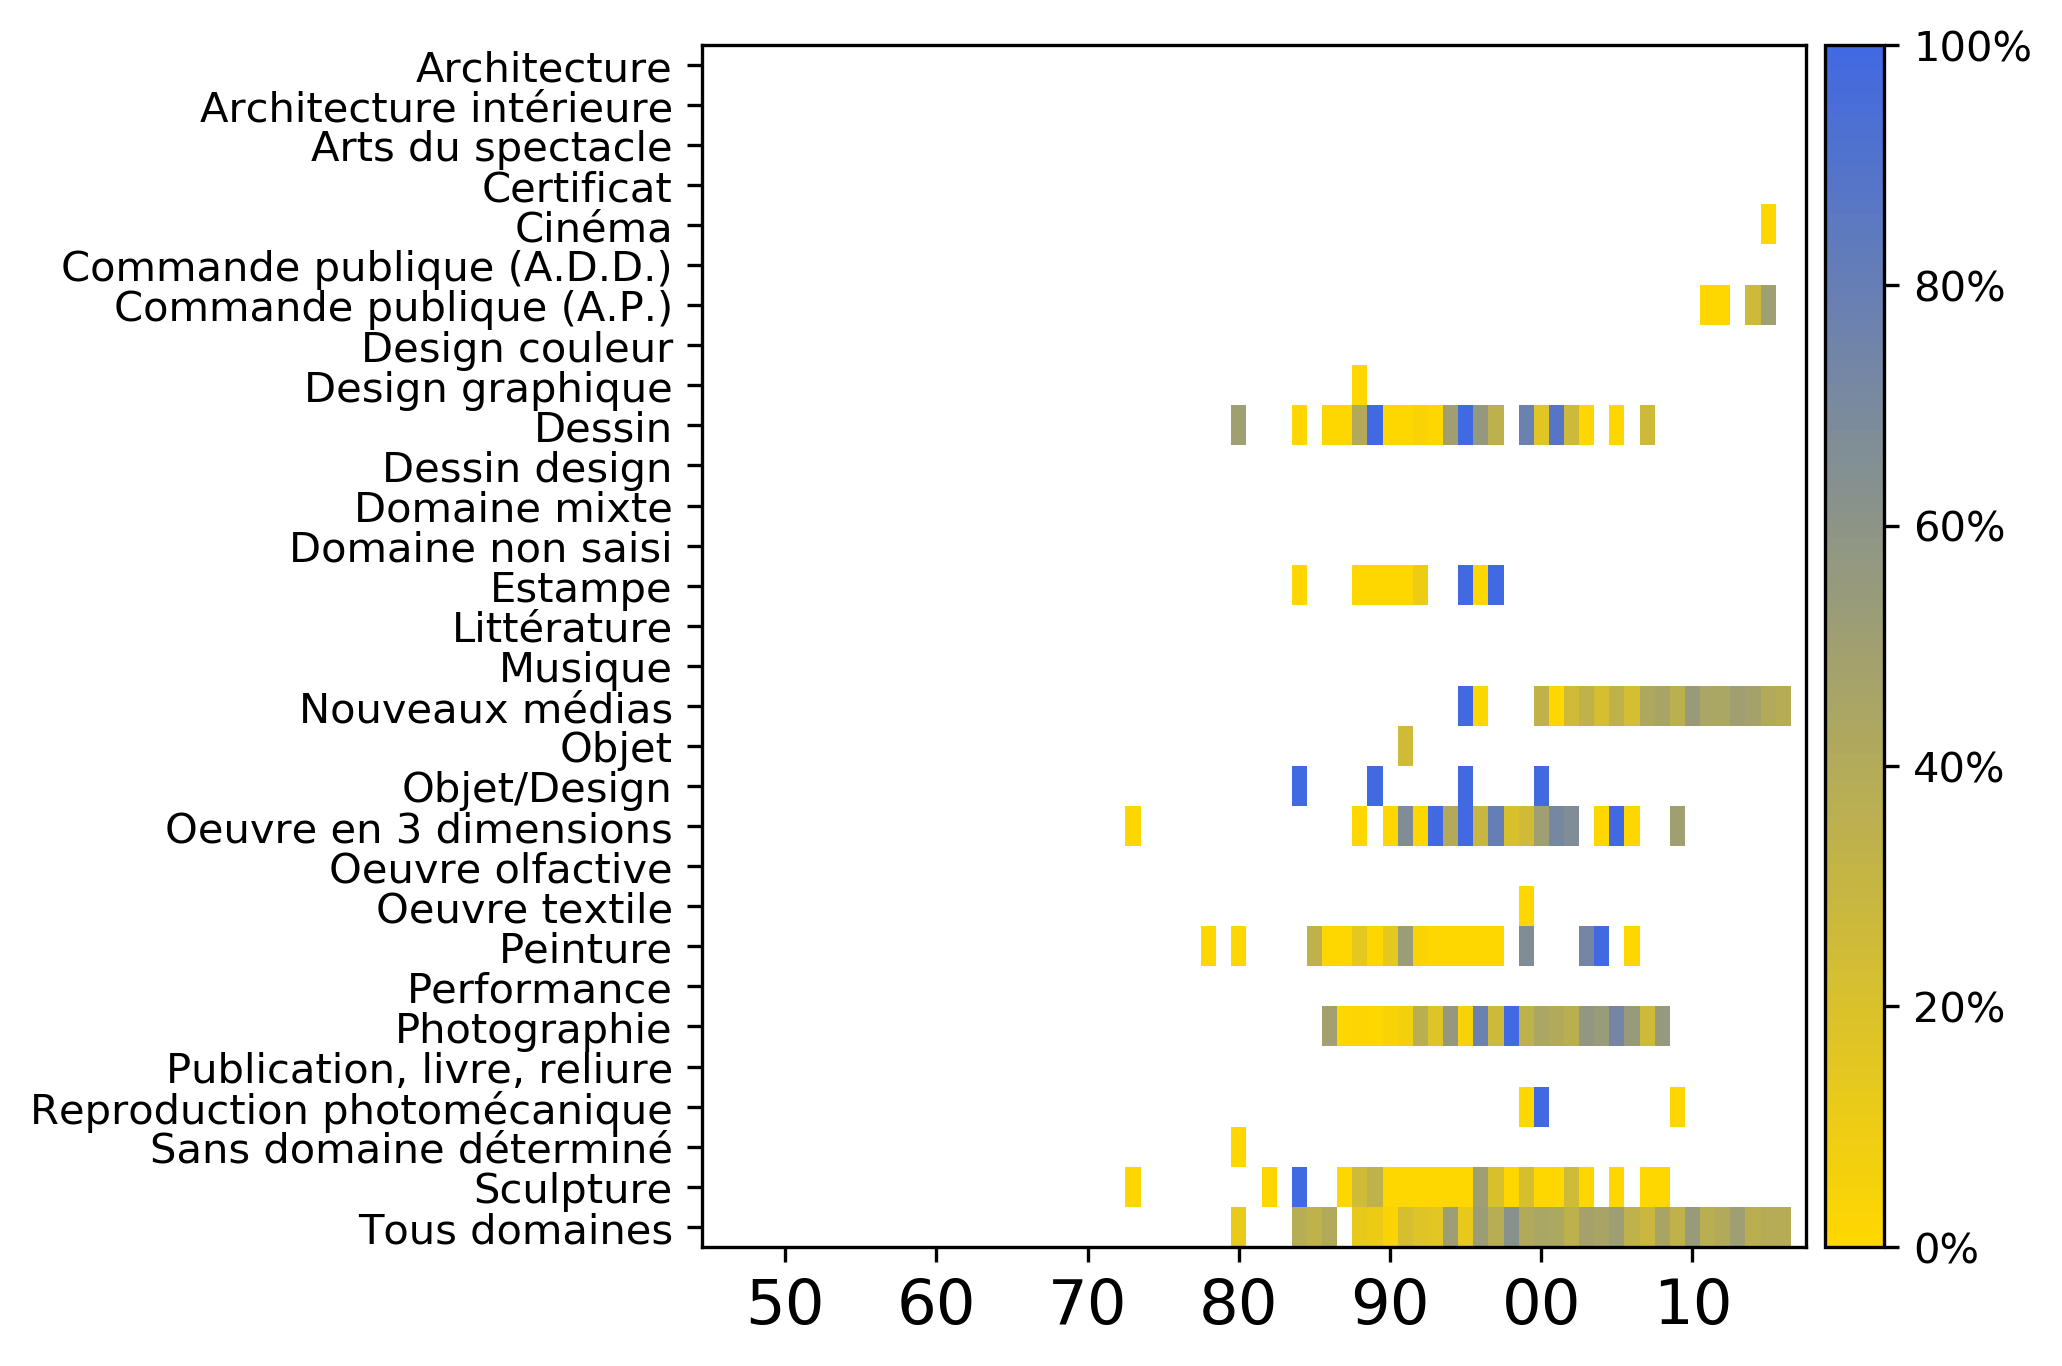 Architecture
Architecture intérieure
Arts du spectacle
Certificat
Cinéma
Commande publique (A.D.D.)
Commande publique (A.P.)
Design couleur
Design graphique
Dessin
Dessin design
Domaine mixte
Domaine non saisi
Estampe
Littérature
Musique
Nouveaux médias
Objet
Objet/Design
Oeuvre en 3 dimensions
Oeuvre olfactive
Oeuvre textile
Peinture
Performance
Photographie
Publication, livre, reliure
Reproduction photomécanique
Sans domaine déterminé
Sculpture
Tous domaines
50 60 70 80 90 00 10
100%
80%
60%
40%
20%
0%